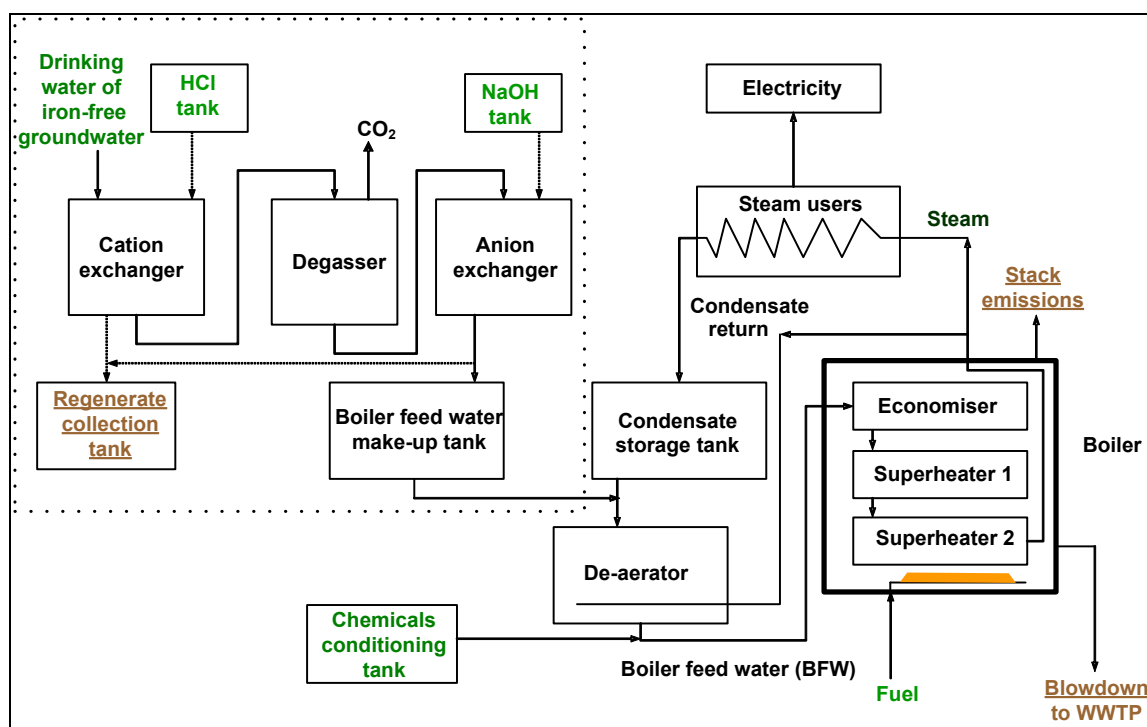 Drinking
water of
iron-free
groundwater
HCl
tank
NaOH
tank
CO₂
Cation
exchanger
Degasser
Anion
exchanger
Regenerate
collection
tank
Boiler feed water
make-up tank
Electricity
Steam users
Steam
Condensate
return
Stack
emissions
Condensate
storage tank
Economiser
Superheater 1
Superheater 2
Boiler
De-aerator
Chemicals
conditioning
tank
Boiler feed water (BFW)
Fuel
Blowdown
to WWTP